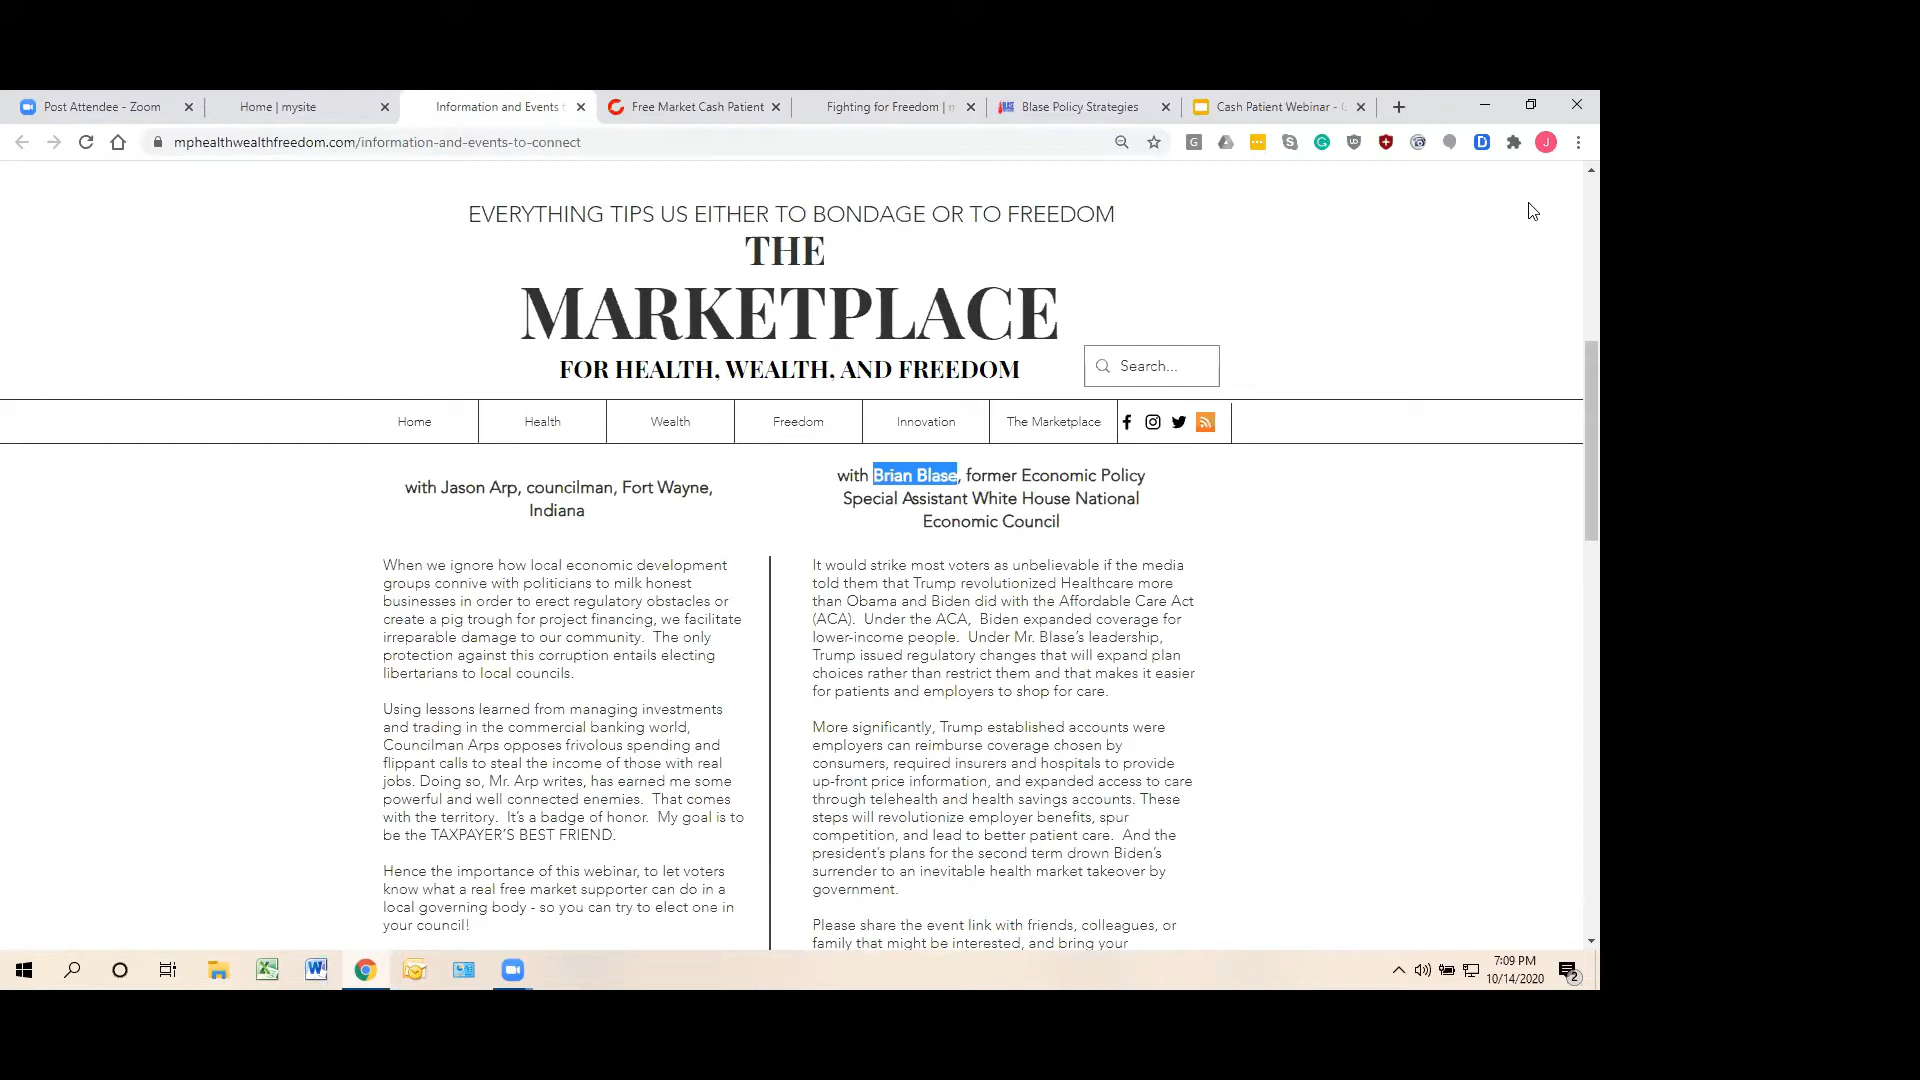 Post Attendee - Zoom
Home | mysite
Information and Events t
Free Market Cash Patient
Fighting for Freedom | m
Blase Policy Strategies
Cash Patient Webinar - G
mphealthwealthfreedom.com/information-and-events-to-connect
EVERYTHING TIPS US EITHER TO BONDAGE OR TO FREEDOM
THE
MARKETPLACE
FOR HEALTH, WEALTH, AND FREEDOM
Search...
Home
Health
Wealth
Freedom
Innovation
The Marketplace
with Jason Arp, councilman, Fort Wayne,
Indiana
When we ignore how local economic development
groups connive with politicians to milk honest
businesses in order to erect regulatory obstacles or
create a pig trough for project financing, we facilitate
irreparable damage to our community.  The only
protection against this corruption entails electing
libertarians to local councils.
Using lessons learned from managing investments
and trading in the commercial banking world,
Councilman Arps opposes frivolous spending and
flippant calls to steal the income of those with real
jobs. Doing so, Mr. Arp writes, has earned me some
powerful and well connected enemies.  That comes
with the territory.  It's a badge of honor.  My goal is to
be the TAXPAYER'S BEST FRIEND.
Hence the importance of this webinar, to let voters
know what a real free market supporter can do in a
local governing body - so you can try to elect one in
your council!
with Brian Blase, former Economic Policy
Special Assistant White House National
Economic Council
It would strike most voters as unbelievable if the media
told them that Trump revolutionized Healthcare more
than Obama and Biden did with the Affordable Care Act
(ACA).  Under the ACA,  Biden expanded coverage for
lower-income people.  Under Mr. Blase's leadership,
Trump issued regulatory changes that will expand plan
choices rather than restrict them and that makes it easier
for patients and employers to shop for care.
More significantly, Trump established accounts were
employers can reimburse coverage chosen by
consumers, required insurers and hospitals to provide
up-front price information, and expanded access to care
through telehealth and health savings accounts. These
steps will revolutionize employer benefits, spur
competition, and lead to better patient care.  And the
president's plans for the second term drown Biden's
surrender to an inevitable health market takeover by
government.
Please share the event link with friends, colleagues, or
family that might be interested, and bring your
7:09 PM
10/14/2020
2